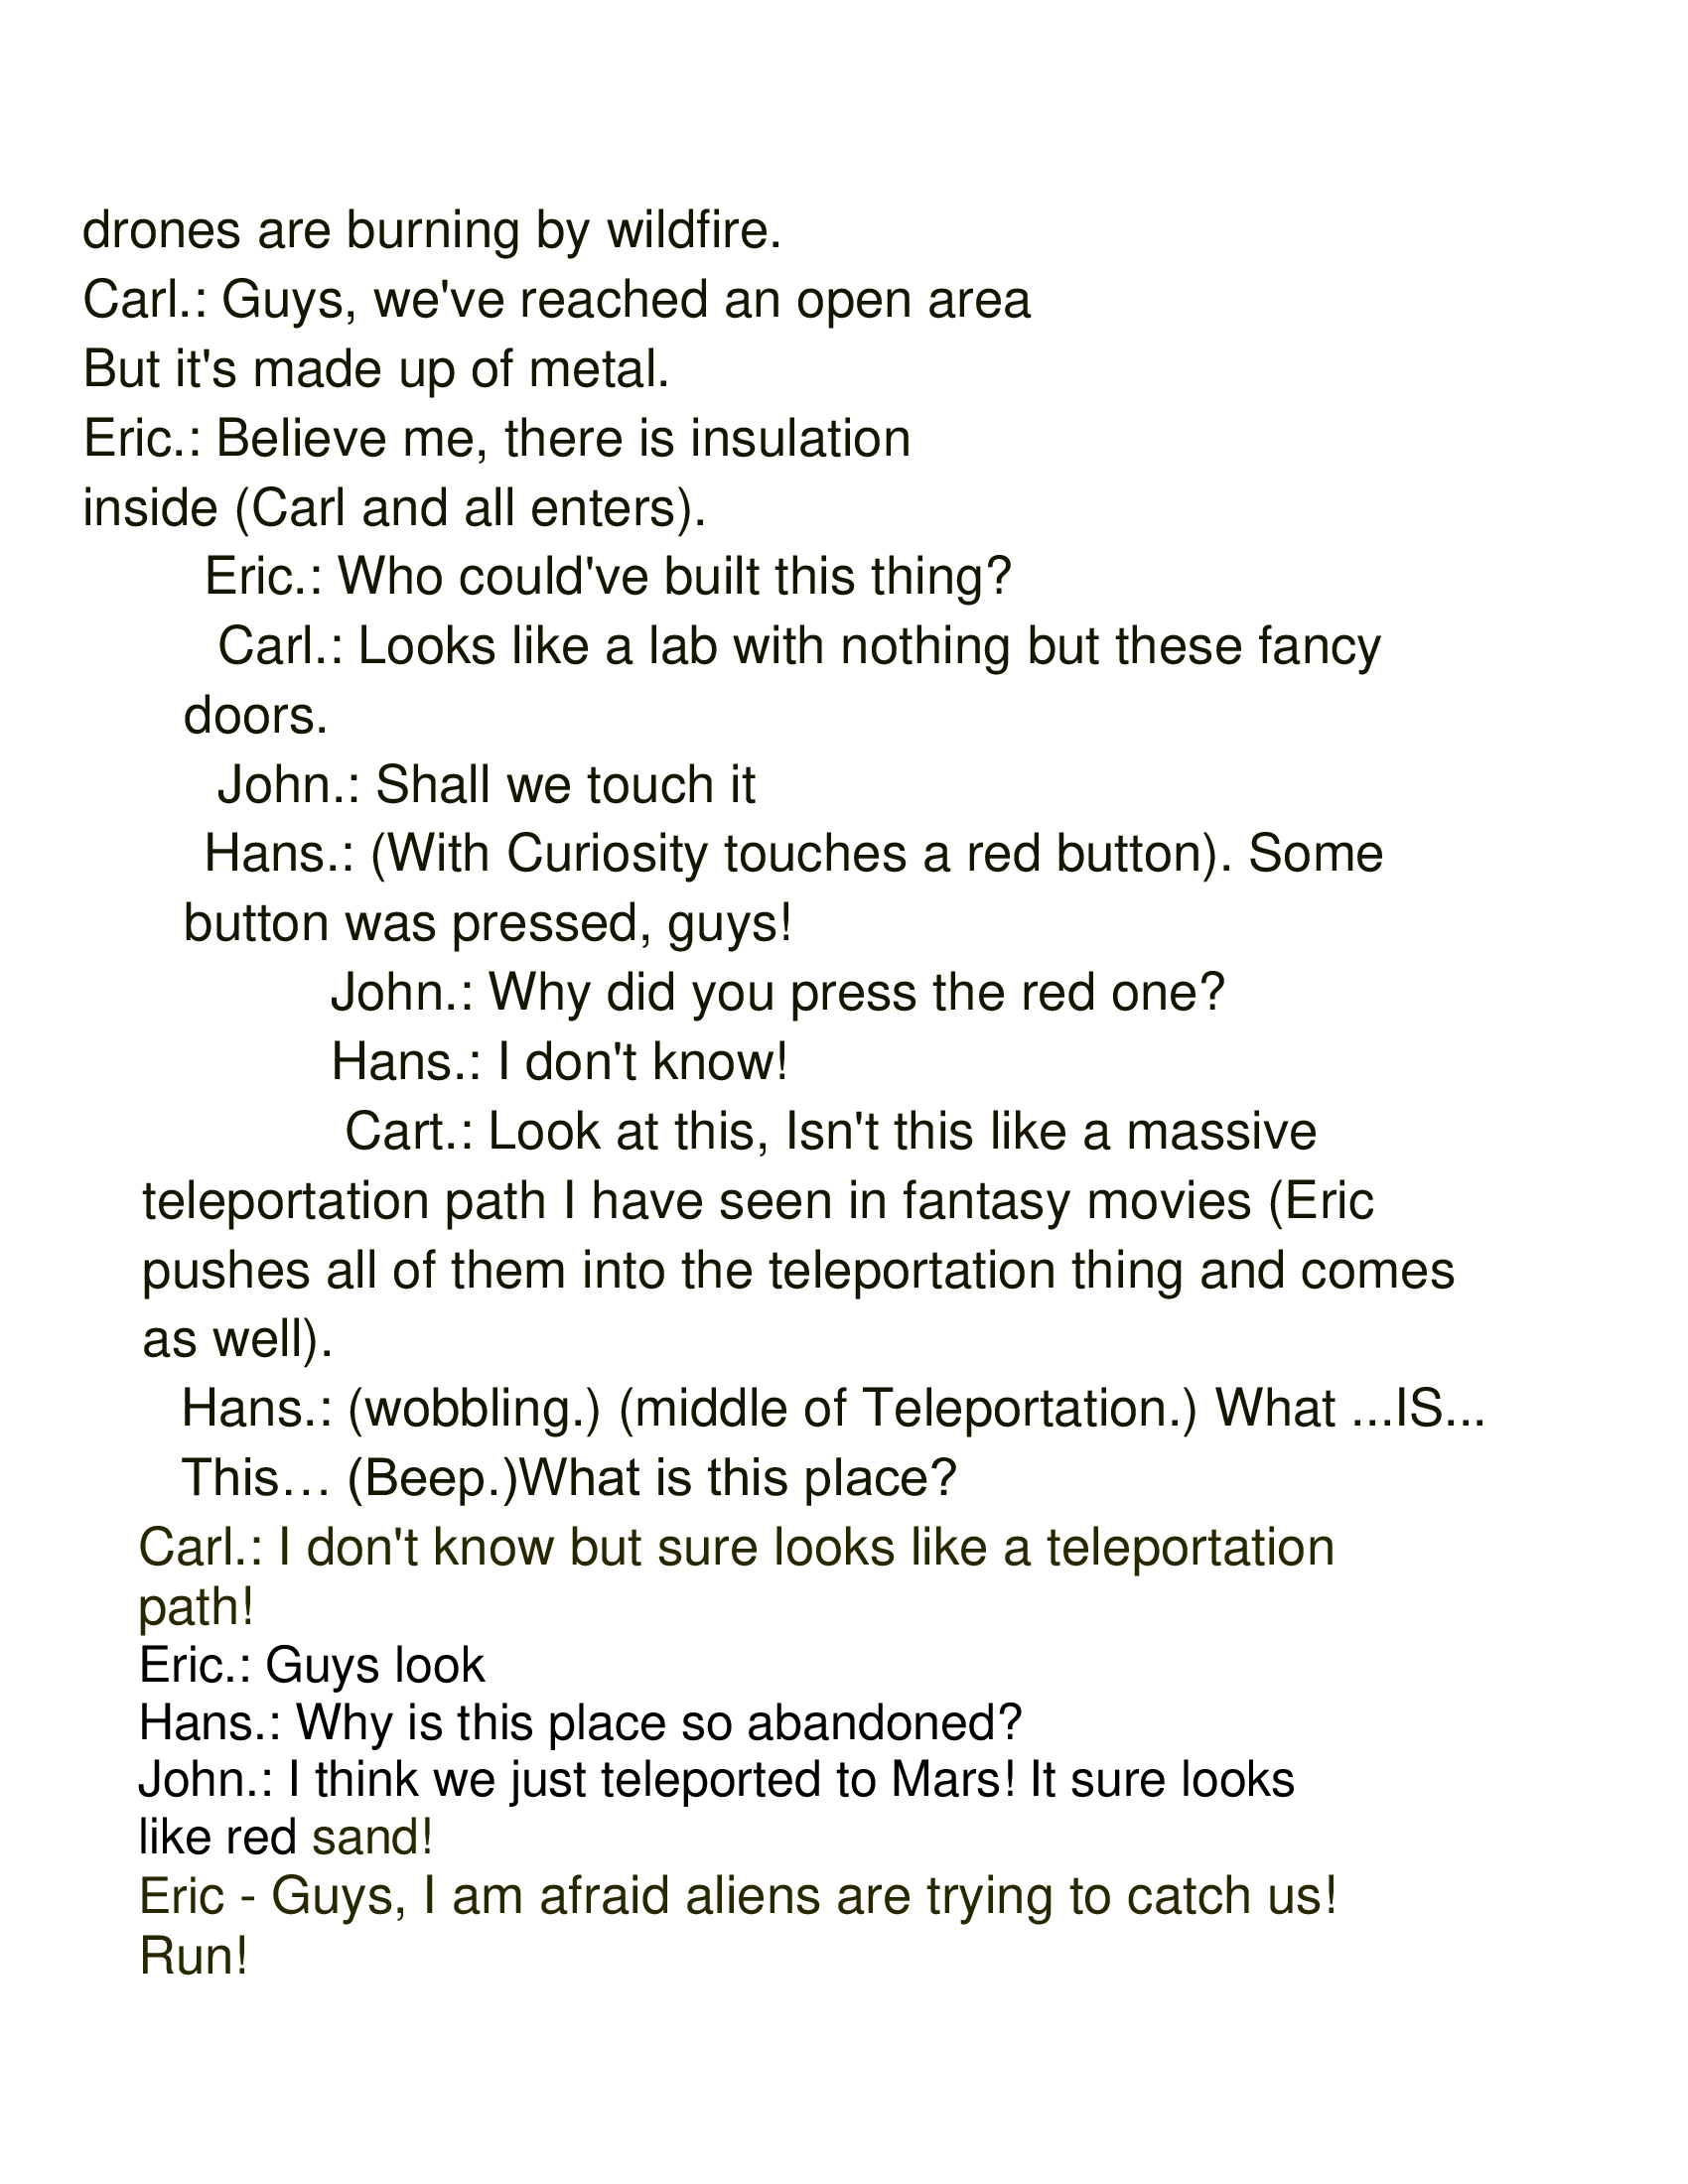 drones are burning by wildfire.
Carl.: Guys, we've reached an open area
But it's made up of metal.
Eric.: Believe me, there is insulation
inside (Carl and all enters).
Eric.: Who could've built this thing?
Carl.: Looks like a lab with nothing but these fancy
doors.
John.: Shall we touch it
Hans.: (With Curiosity touches a red button). Some
button was pressed, guys!
John.: Why did you press the red one?
Hans.: I don't know!
Cart.: Look at this, Isn't this like a massive
teleportation path I have seen in fantasy movies (Eric
pushes all of them into the teleportation thing and comes
as well).
Hans.: (wobbling.) (middle of Teleportation.) What ...IS...
This… (Beep.)What is this place?
Carl.: I don't know but sure looks like a teleportation
path!
Eric.: Guys look
Hans.: Why is this place so abandoned?
John.: I think we just teleported to Mars! It sure looks
like red sand!
Eric - Guys, I am afraid aliens are trying to catch us!
Run!